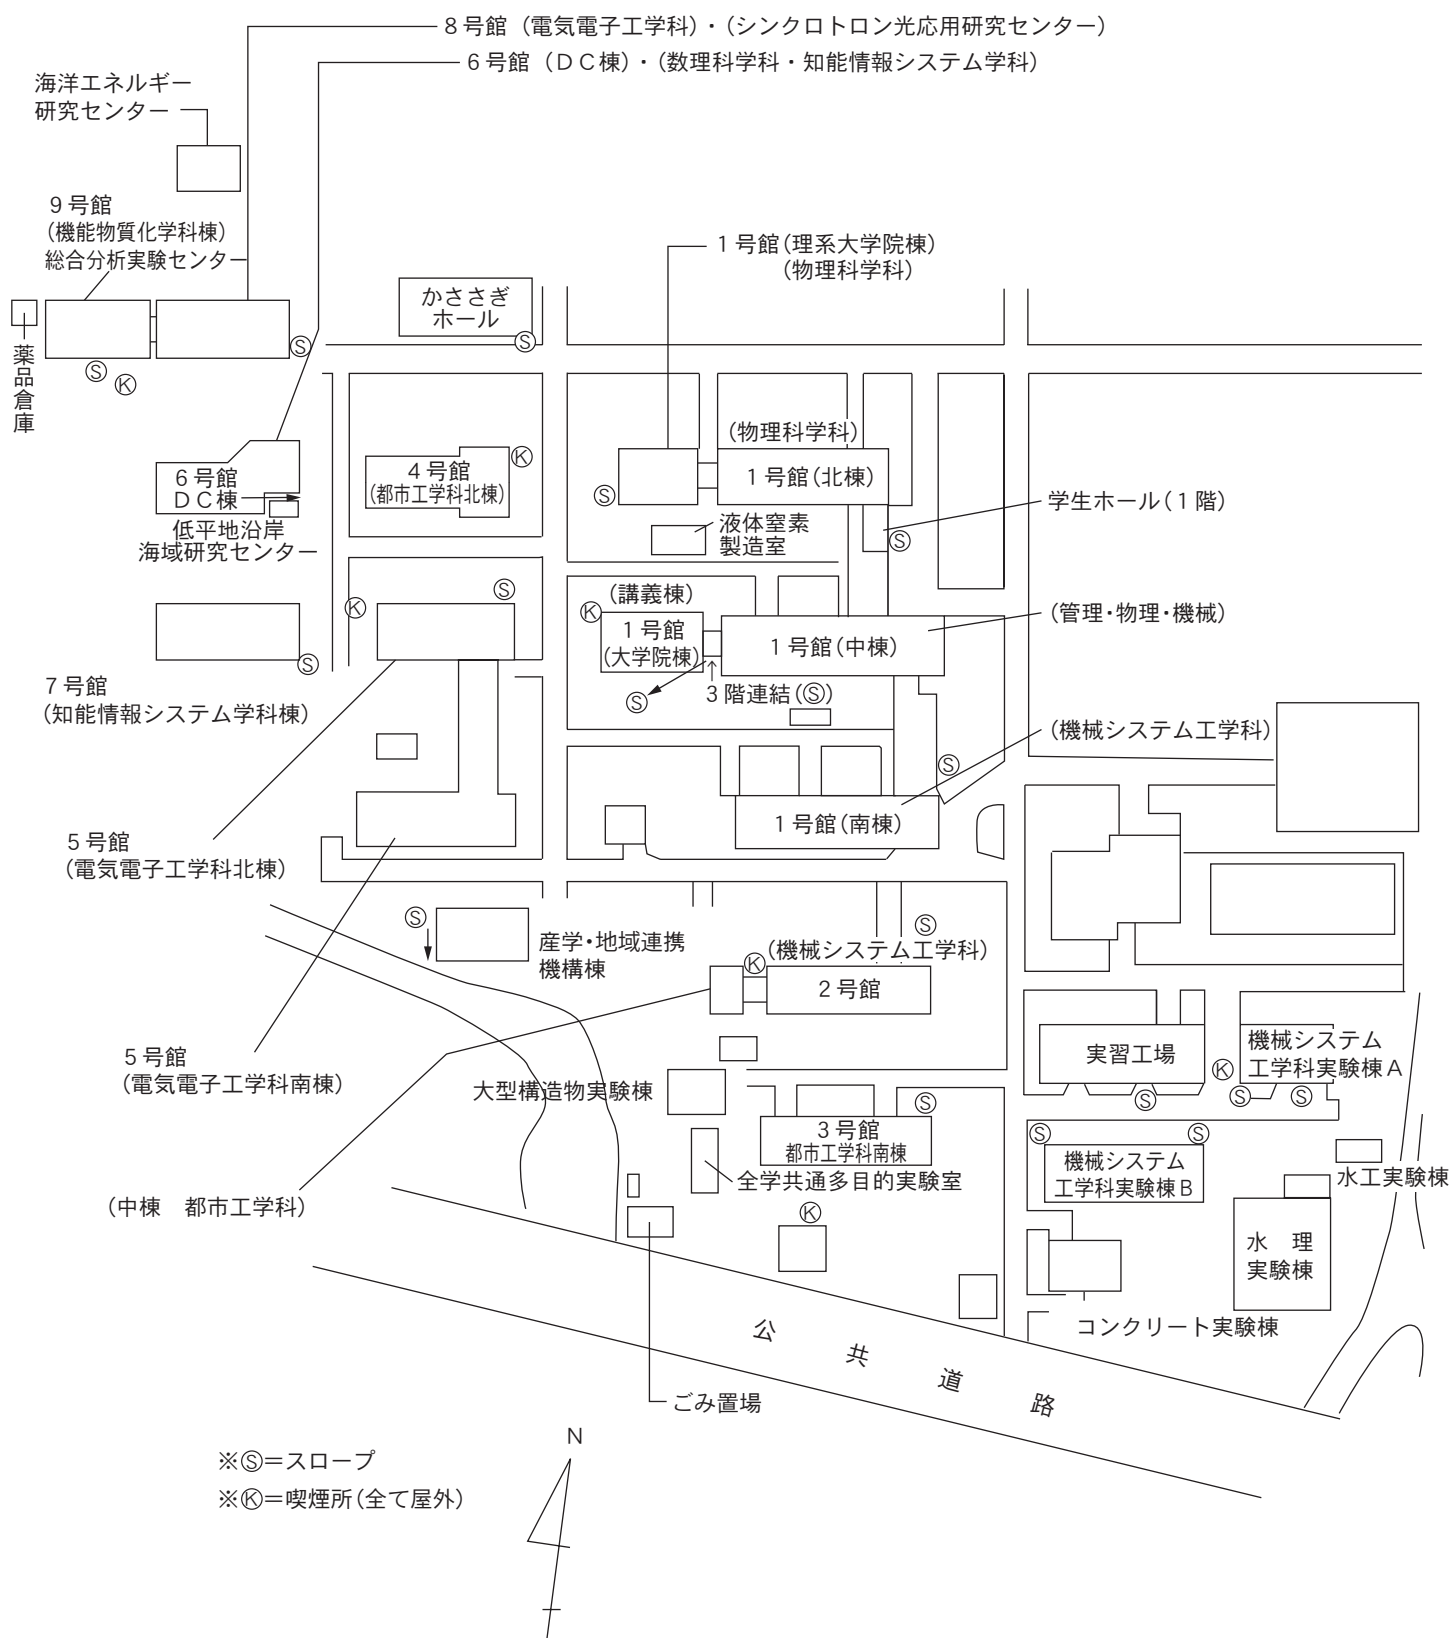 ８号館（電気電子工学科）・（シンクロトロン光応用研究センター）
６号館（ＤＣ棟）・（数理科学科・知能情報システム学科）
海洋エネルギー
研究センター
９号館
（機能物質化学科棟）
総合分析実験センター
１号館（理系大学院棟）
（物理科学科）
かささぎ
ホール
Ⓢ
Ⓢ
Ⓢ
Ⓚ
薬品倉庫
（物理科学科）
６号館
ＤＣ棟
４号館
（都市工学科北棟）
Ⓚ
１号館（北棟）
Ⓢ
学生ホール（１階）
低平地沿岸
海域研究センター
液体窒素
製造室
Ⓢ
Ⓢ
Ⓚ
（講義棟）
Ⓚ
１号館
（大学院棟）
１号館（中棟）
（管理・物理・機械）
Ⓢ
７号館
（知能情報システム学科棟）
３階連結（Ⓢ）
Ⓢ
（機械システム工学科）
Ⓢ
１号館（南棟）
５号館
（電気電子工学科北棟）
Ⓢ
産学・地域連携
機構棟
（機械システム工学科）
Ⓢ
Ⓚ
２号館
５号館
（電気電子工学科南棟）
実習工場
機械システム
工学科実験棟Ａ
Ⓚ
Ⓢ
Ⓢ
Ⓢ
大型構造物実験棟
Ⓢ
３号館
都市工学科南棟
Ⓢ
Ⓢ
機械システム
工学科実験棟Ｂ
水工実験棟
全学共通多目的実験室
（中棟　都市工学科）
Ⓚ
水　理
実験棟
コンクリート実験棟
公　共　道　路
ごみ置場
※Ⓢ＝スロープ
※Ⓚ＝喫煙所（全て屋外）
Ｎ